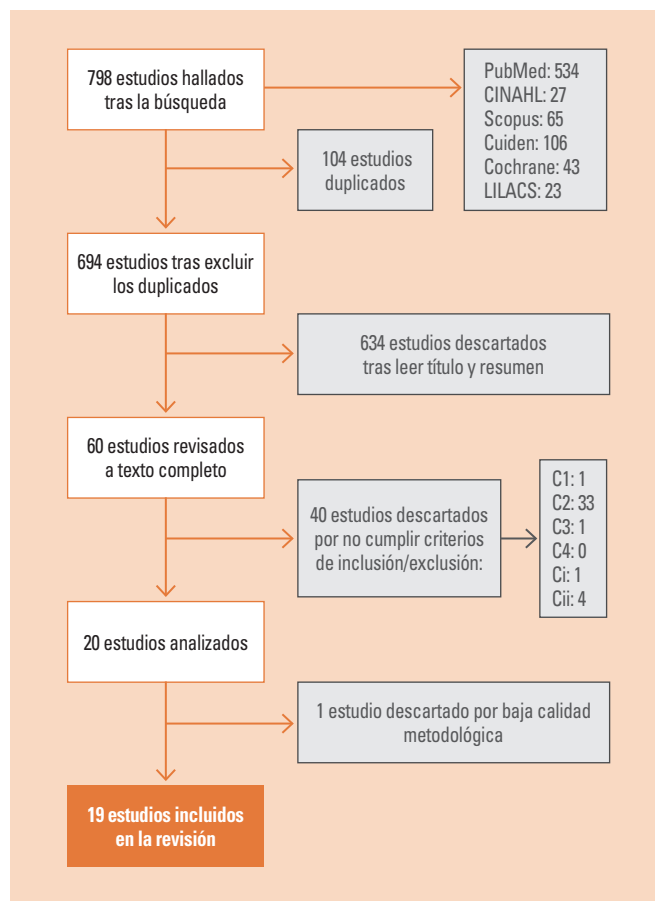 798 estudios hallados
tras la búsqueda
PubMed: 534
CINAHL: 27
Scopus: 65
Cuiden: 106
Cochrane: 43
LILACS: 23
104 estudios
duplicados
694 estudios tras excluir
los duplicados
634 estudios descartados
tras leer título y resumen
60 estudios revisados
a texto completo
40 estudios descartados
por no cumplir criterios
de inclusión/exclusión:
C1: 1
C2: 33
C3: 1
C4: 0
Ci: 1
Cii: 4
20 estudios analizados
1 estudio descartado por baja calidad
metodológica
19 estudios incluidos
en la revisión